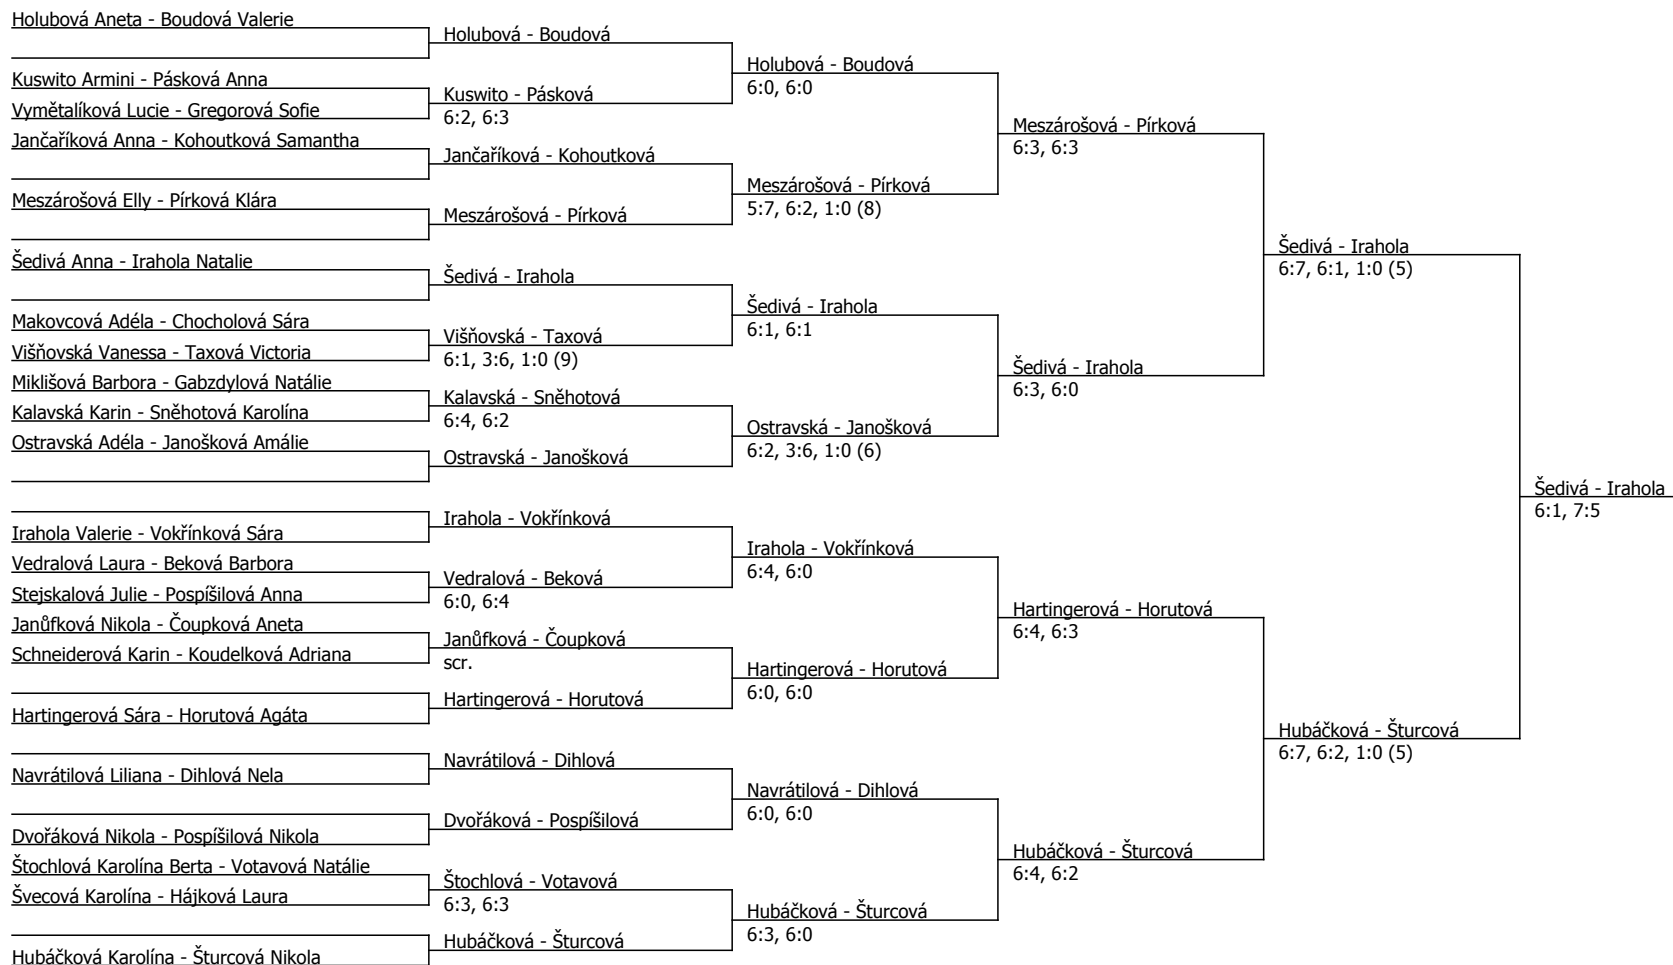 Holubová Aneta - Boudová Valerie
Kuswito Armini - Pásková Anna
Vymětalíková Lucie - Gregorová Sofie
Jančaříková Anna - Kohoutková Samantha
Meszárošová Elly - Pírková Klára
Šedivá Anna - Irahola Natalie
Makovcová Adéla - Chocholová Sára
Višňovská Vanessa - Taxová Victoria
Miklišová Barbora - Gabzdylová Natálie
Kalavská Karin - Sněhotová Karolína
Ostravská Adéla - Janošková Amálie
Irahola Valerie - Vokřínková Sára
Vedralová Laura - Beková Barbora
Stejskalová Julie - Pospíšilová Anna
Janůfková Nikola - Čoupková Aneta
Schneiderová Karin - Koudelková Adriana
Hartingerová Sára - Horutová Agáta
Navrátilová Liliana - Dihlová Nela
Dvořáková Nikola - Pospíšilová Nikola
Štochlová Karolína Berta - Votavová Natálie
Švecová Karolína - Hájková Laura
Hubáčková Karolína - Šturcová Nikola
Holubová - Boudová
Kuswito - Pásková
6:2, 6:3
Jančaříková - Kohoutková
Meszárošová - Pírková
Šedivá - Irahola
Višňovská - Taxová
6:1, 3:6, 1:0 (9)
Kalavská - Sněhotová
6:4, 6:2
Ostravská - Janošková
Irahola - Vokřínková
Vedralová - Beková
6:0, 6:4
Janůfková - Čoupková
scr.
Hartingerová - Horutová
Navrátilová - Dihlová
Dvořáková - Pospíšilová
Štochlová - Votavová
6:3, 6:3
Hubáčková - Šturcová
Holubová - Boudová
6:0, 6:0
Meszárošová - Pírková
5:7, 6:2, 1:0 (8)
Šedivá - Irahola
6:1, 6:1
Ostravská - Janošková
6:2, 3:6, 1:0 (6)
Irahola - Vokřínková
6:4, 6:0
Hartingerová - Horutová
6:0, 6:0
Navrátilová - Dihlová
6:0, 6:0
Hubáčková - Šturcová
6:3, 6:0
Meszárošová - Pírková
6:3, 6:3
Šedivá - Irahola
6:3, 6:0
Hartingerová - Horutová
6:4, 6:3
Hubáčková - Šturcová
6:4, 6:2
Šedivá - Irahola
6:7, 6:1, 1:0 (5)
Hubáčková - Šturcová
6:7, 6:2, 1:0 (5)
Šedivá - Irahola
6:1, 7:5